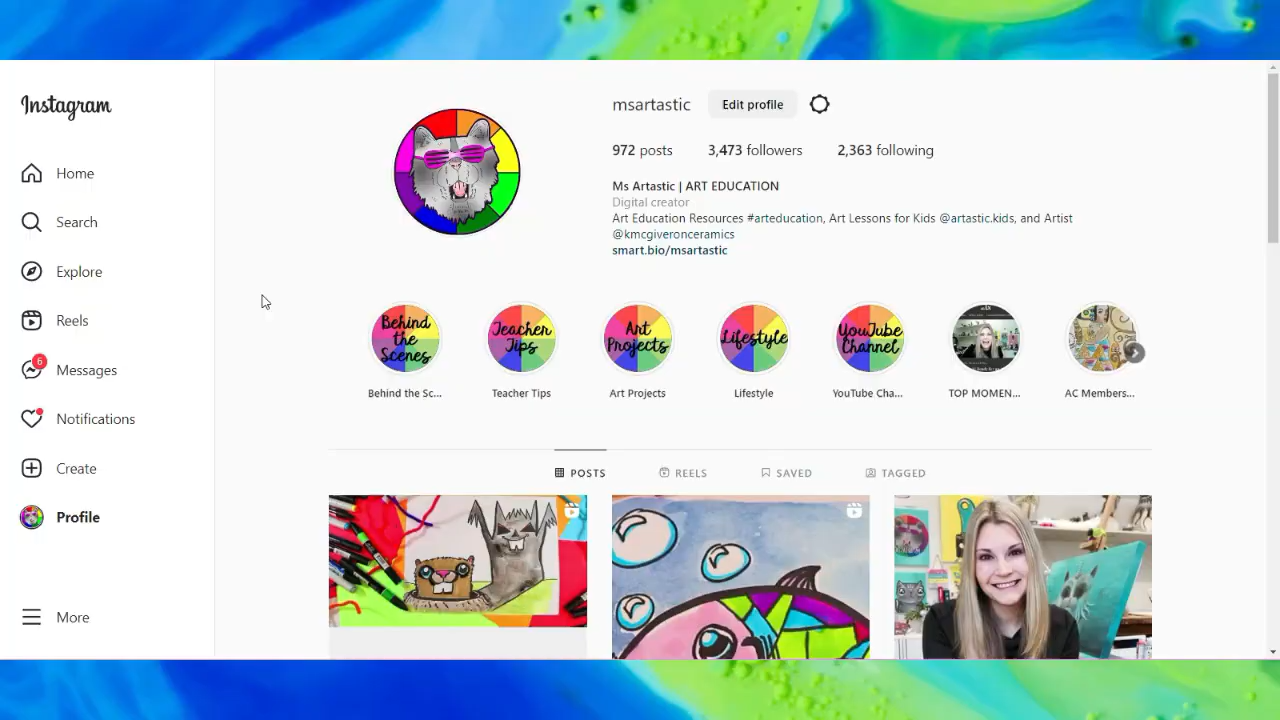 Instagram
Home
Search
Explore
Reels
6
Messages
Notifications
Create
Profile
More
msartastic
Edit profile
972 posts
3,473 followers
2,363 following
Ms Artastic | ART EDUCATION
Digital creator
Art Education Resources #arteducation, Art Lessons for Kids @artastic.kids, and Artist
@kmcgiveronceramics
smart.bio/msartastic
Behind
the
Scenes
Teacher
Tips
Art
Projects
Lifestyle
YouTube
Channel
Behind the Sc...
Teacher Tips
Art Projects
Lifestyle
YouTube Cha...
TOP MOMEN...
AC Members...
POSTS
REELS
SAVED
TAGGED